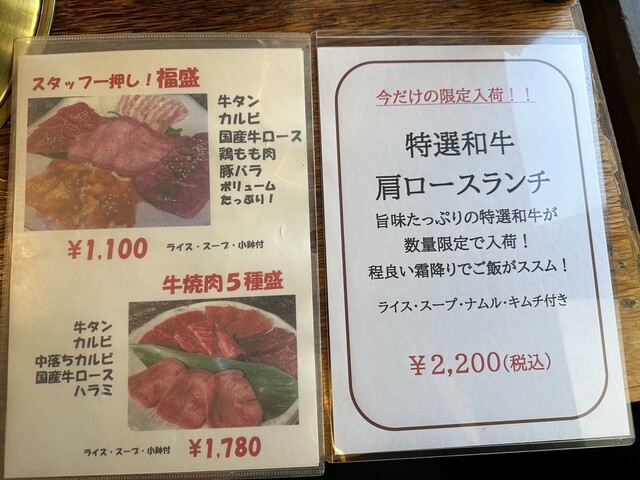 スタッフ一押し！福盛
牛タン
カルビ
国産牛ロース
鶏もも肉
豚バラ
ボリューム
たっぷり！
￥1,100 ライス・スープ・小鉢付
牛焼肉５種盛
牛タン
カルビ
中落ちカルビ
国産牛ロース
ハラミ
ライス・スープ・小鉢付 ￥1,780
今だけの限定入荷！！
特選和牛
肩ロースランチ
旨味たっぷりの特選和牛が
数量限定で入荷！
程良い霜降りでご飯がススム！
ライス・スープ・ナムル・キムチ付き
￥2,200(税込)